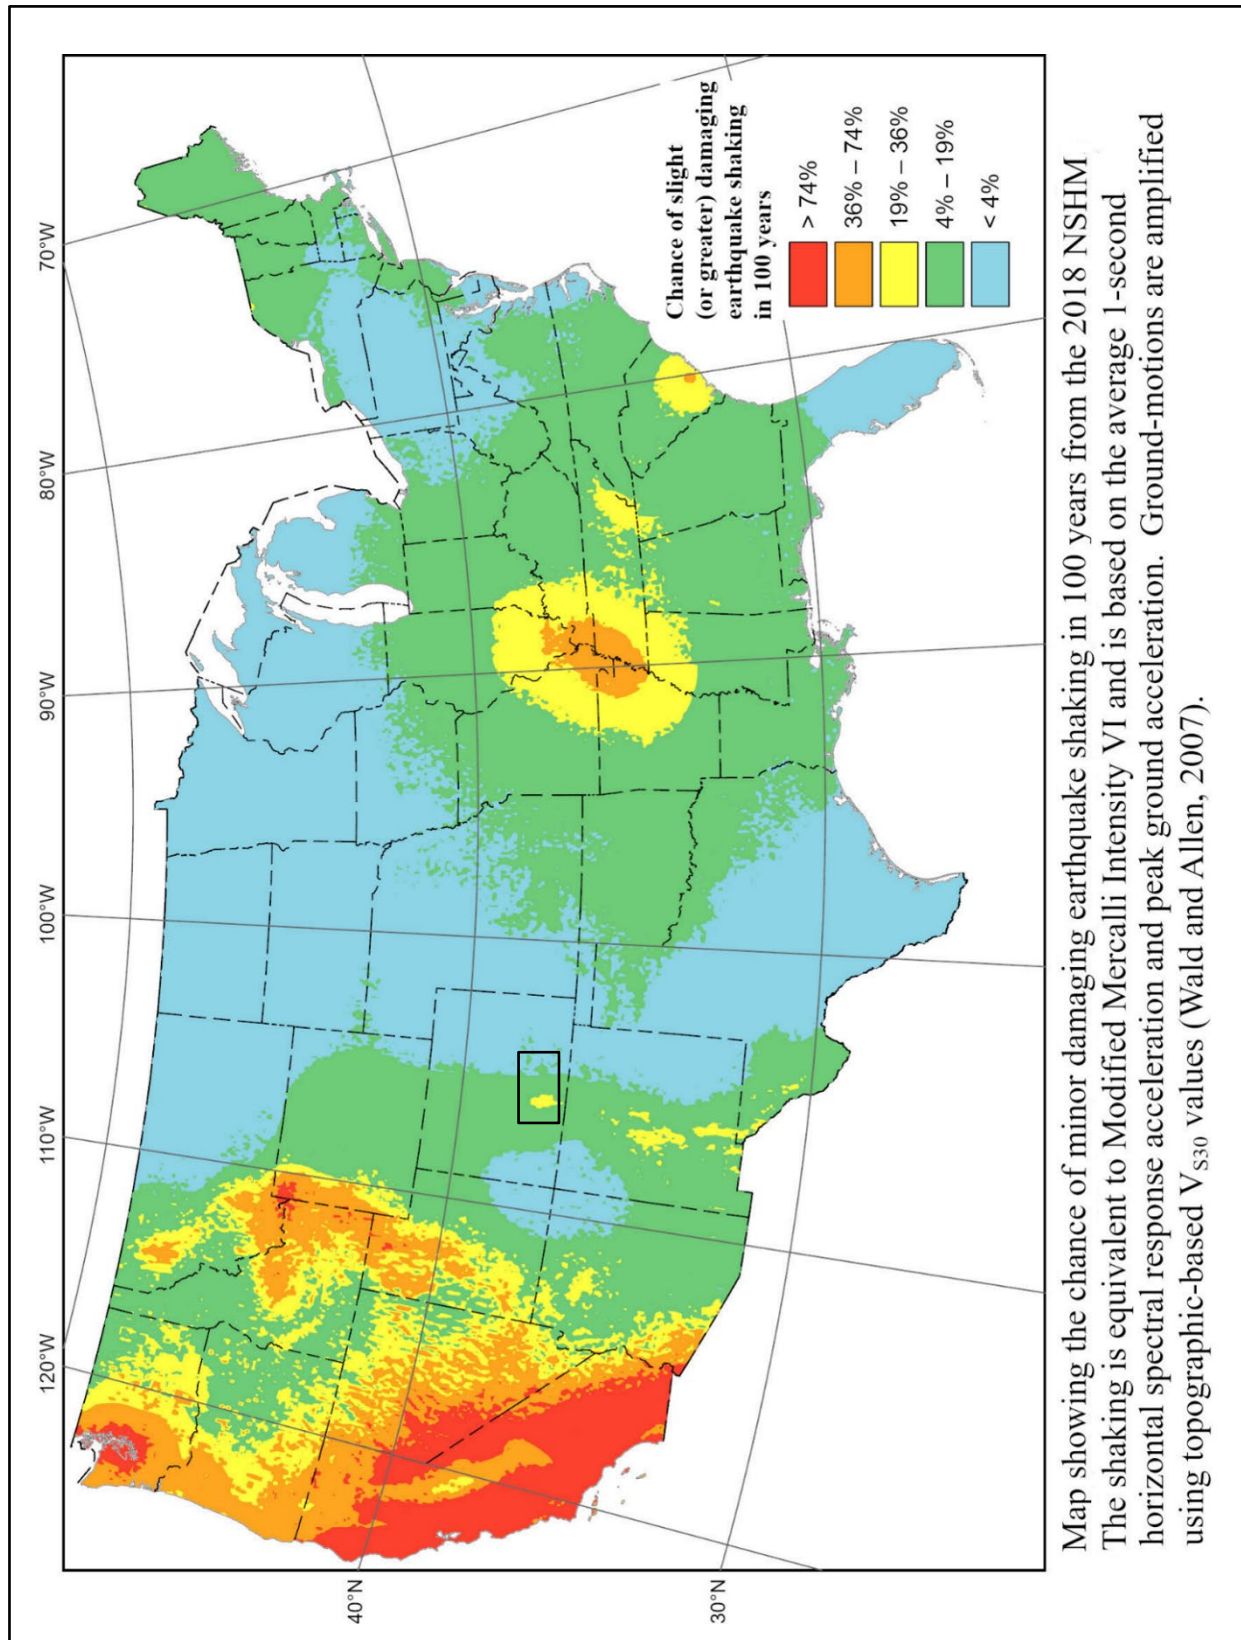 120°W
110°W
100°W
90°W
80°W
70°W
40°N
30°N
Chance of slight
(or greater) damaging
earthquake shaking
in 100 years
> 74%
36% – 74%
19% – 36%
4% – 19%
< 4%
Map showing the chance of minor damaging earthquake shaking in 100 years from the 2018 NSHM
The shaking is equivalent to Modified Mercalli Intensity VI and is based on the average 1-second
horizontal spectral response acceleration and peak ground acceleration. Ground-motions are amplified
using topographic-based VS30 values (Wald and Allen, 2007).